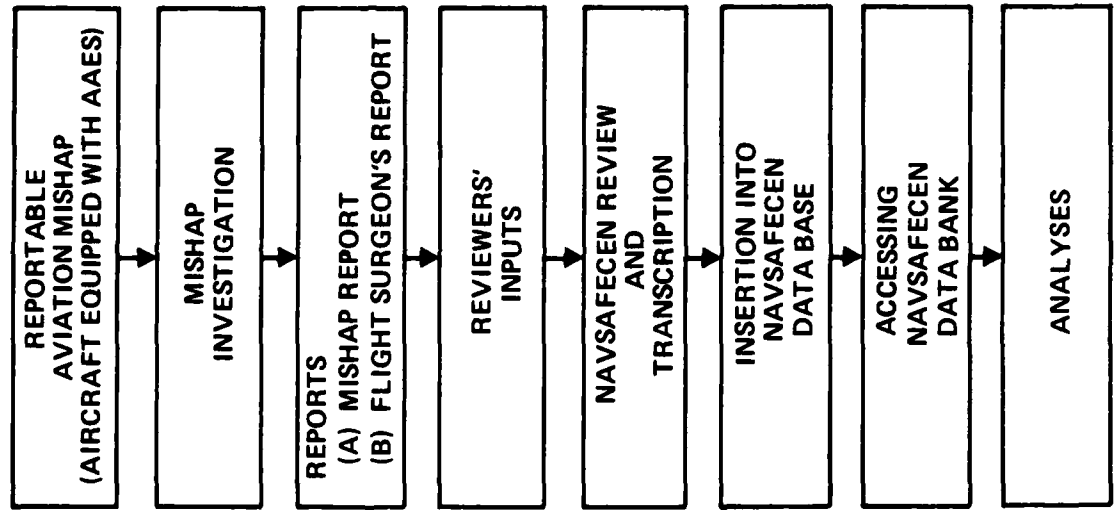 REPORTABLE
AVIATION MISHAP
(AIRCRAFT EQUIPPED WITH AAES)
MISHAP
INVESTIGATION
REPORTS
(A) MISHAP REPORT
(B) FLIGHT SURGEON'S REPORT
REVIEWERS'
INPUTS
NAVSAFECEN REVIEW
AND
TRANSCRIPTION
INSERTION INTO
NAVSAFECEN
DATA BASE
ACCESSING
NAVSAFECEN
DATA BANK
ANALYSES